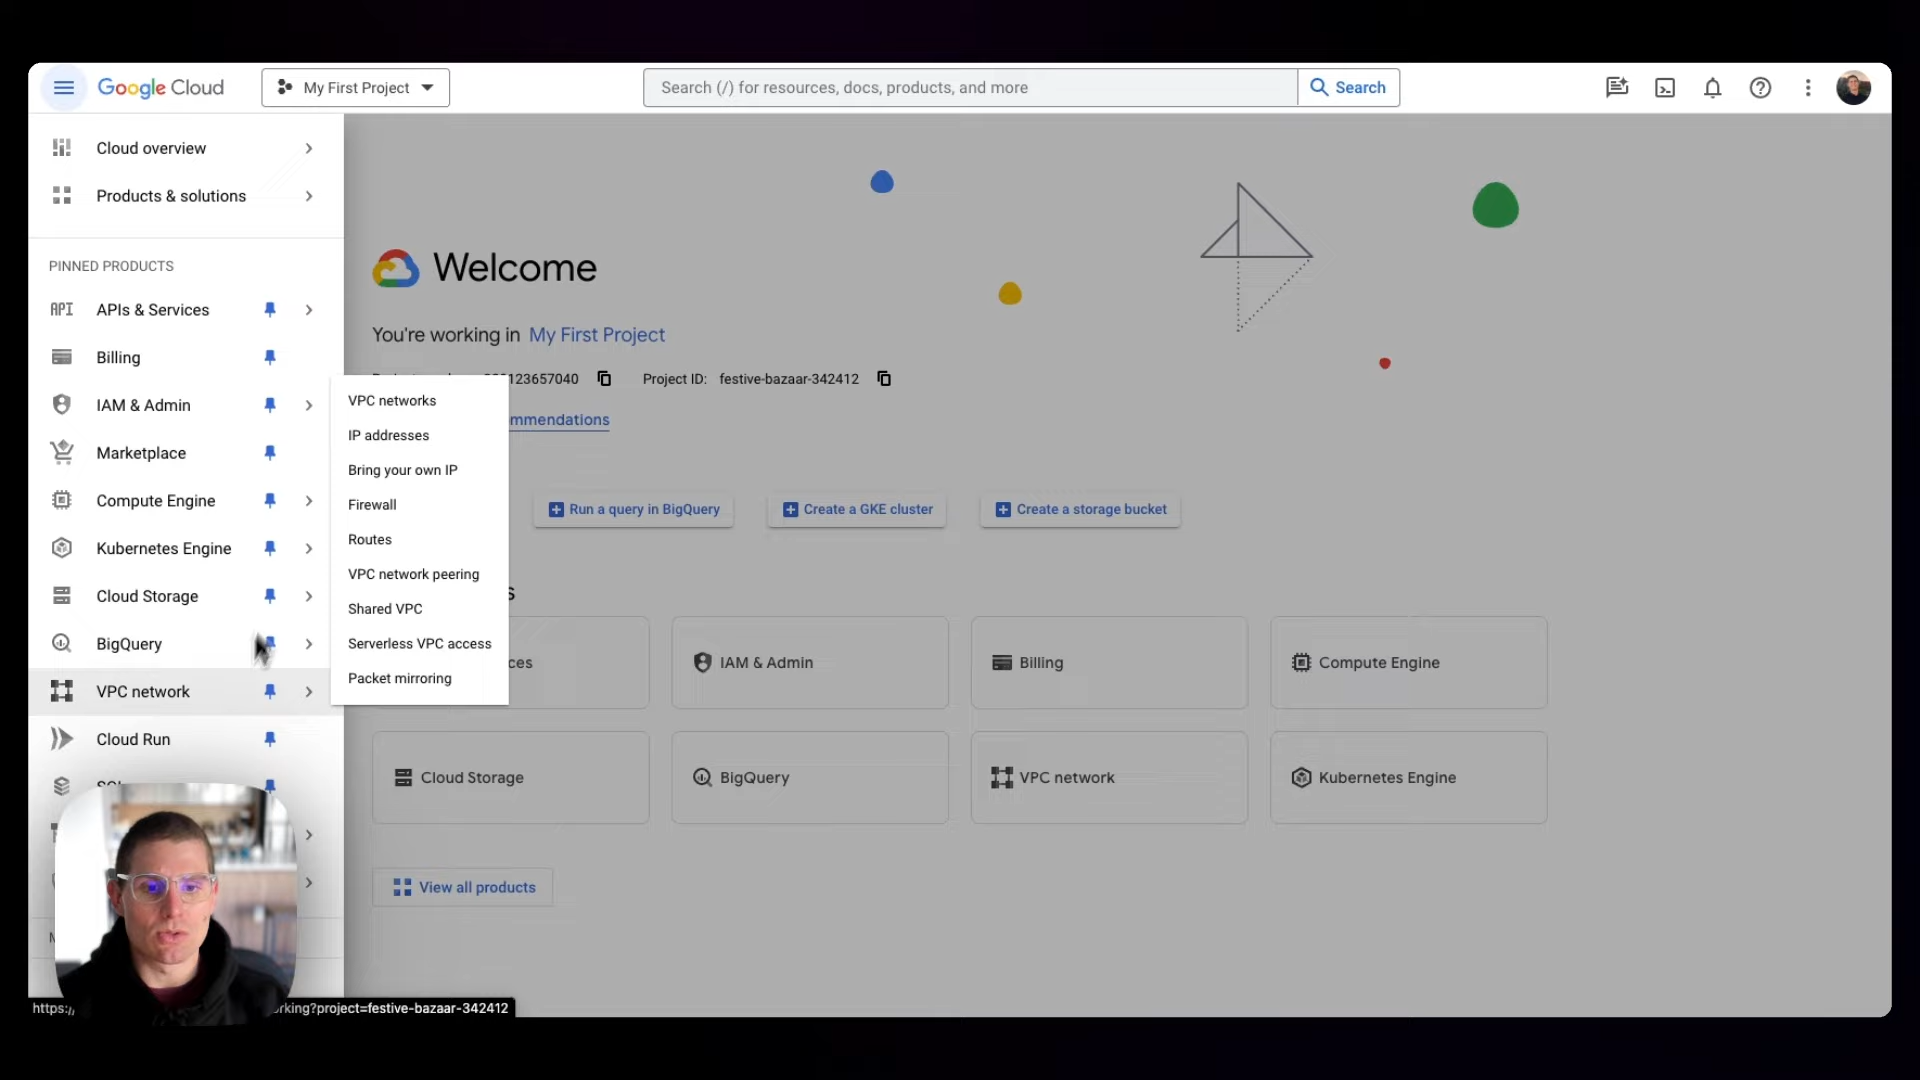 Google Cloud
My First Project
Search (/) for resources, docs, products, and more
Search
Cloud overview
Products & solutions
PINNED PRODUCTS
API APIs & Services
Billing
IAM & Admin
Marketplace
Compute Engine
Kubernetes Engine
Cloud Storage
BigQuery
VPC network
Cloud Run
VPC networks
IP addresses
Bring your own IP
Firewall
Routes
VPC network peering
Shared VPC
Serverless VPC access
Packet mirroring
Welcome
You're working in My First Project
123657040 Project ID: festive-bazaar-342412
mmendations
Run a query in BigQuery
Create a GKE cluster
Create a storage bucket
s
ces
IAM & Admin
Billing
Compute Engine
Cloud Storage
BigQuery
VPC network
Kubernetes Engine
View all products
https:/
rking?project=festive-bazaar-342412